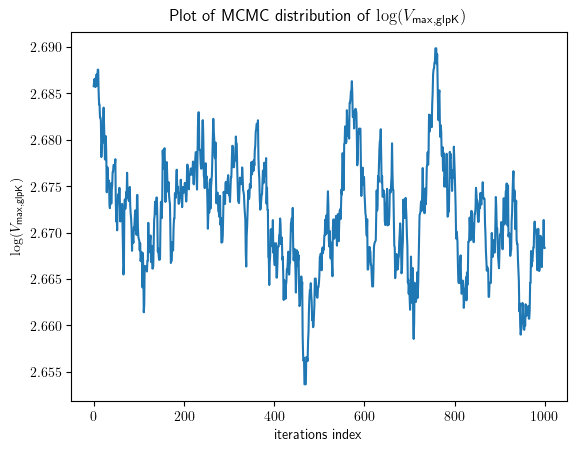 Plot of MCMC distribution of log(V_max,glpK)
2.690
2.685
2.680
2.675
2.670
2.665
2.660
2.655
log(V_max,glpK)
0 200 400 600 800 1000
iterations index